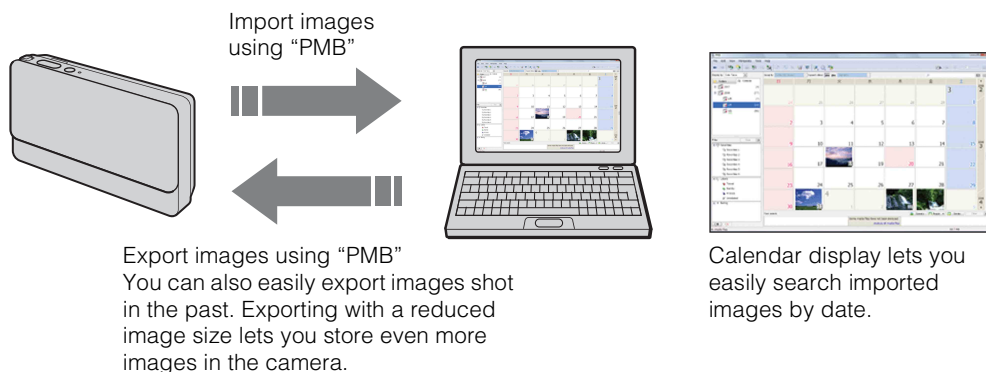 Import images
using “PMB”
Export images using “PMB”
You can also easily export images shot
in the past. Exporting with a reduced
image size lets you store even more
images in the camera.
Calendar display lets you
easily search imported
images by date.